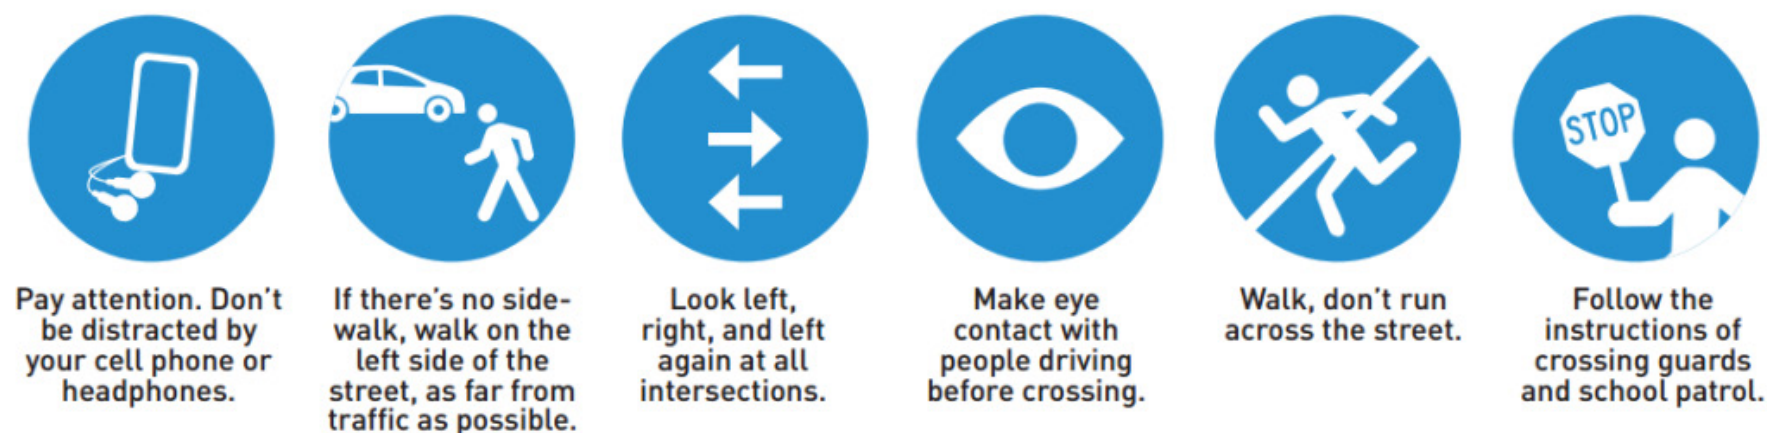 Pay attention. Don't
be distracted by
your cell phone or
headphones.
If there's no side-
walk, walk on the
left side of the
street, as far from
traffic as possible.
Look left,
right, and left
again at all
intersections.
Make eye
contact with
people driving
before crossing.
Walk, don't run
across the street.
STOP
Follow the
instructions of
crossing guards
and school patrol.